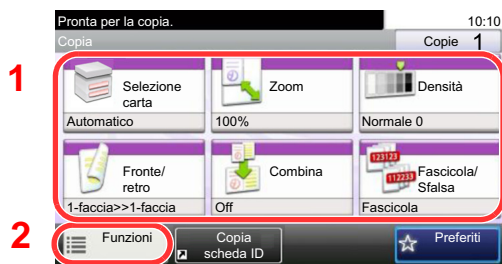 Pronta per la copia.
10:10
Copia
Copie 1
1
Selezione
carta
Zoom
Densità
Automatico
100%
Normale 0
Fronte/
retro
Combina
123123
112233
Fascicola/
Sfalsa
1-faccia>>1-faccia
Off
Fascicola
2
Funzioni
Copia
scheda ID
Preferiti